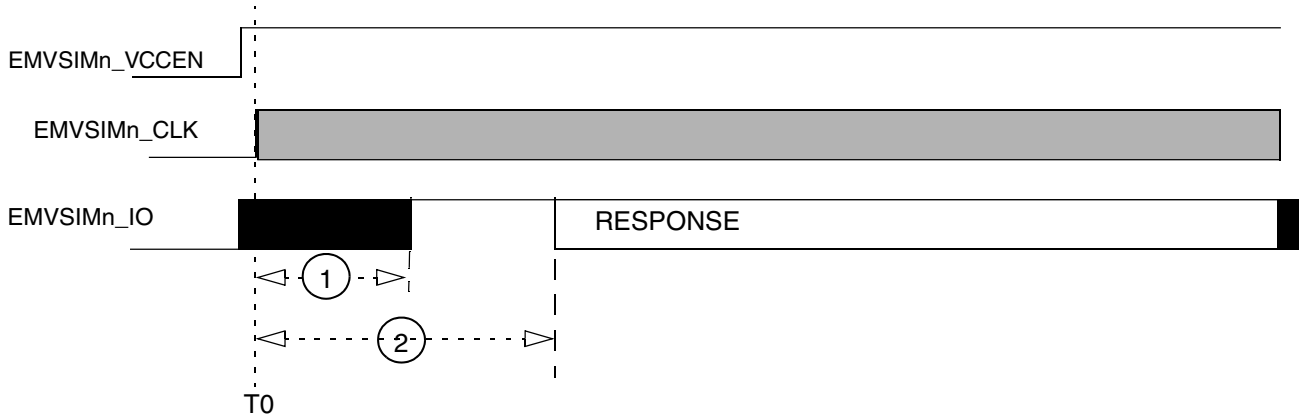 EMVSIMn_VCCEN
EMVSIMn_CLK
EMVSIMn_IO
RESPONSE
1
2
T0